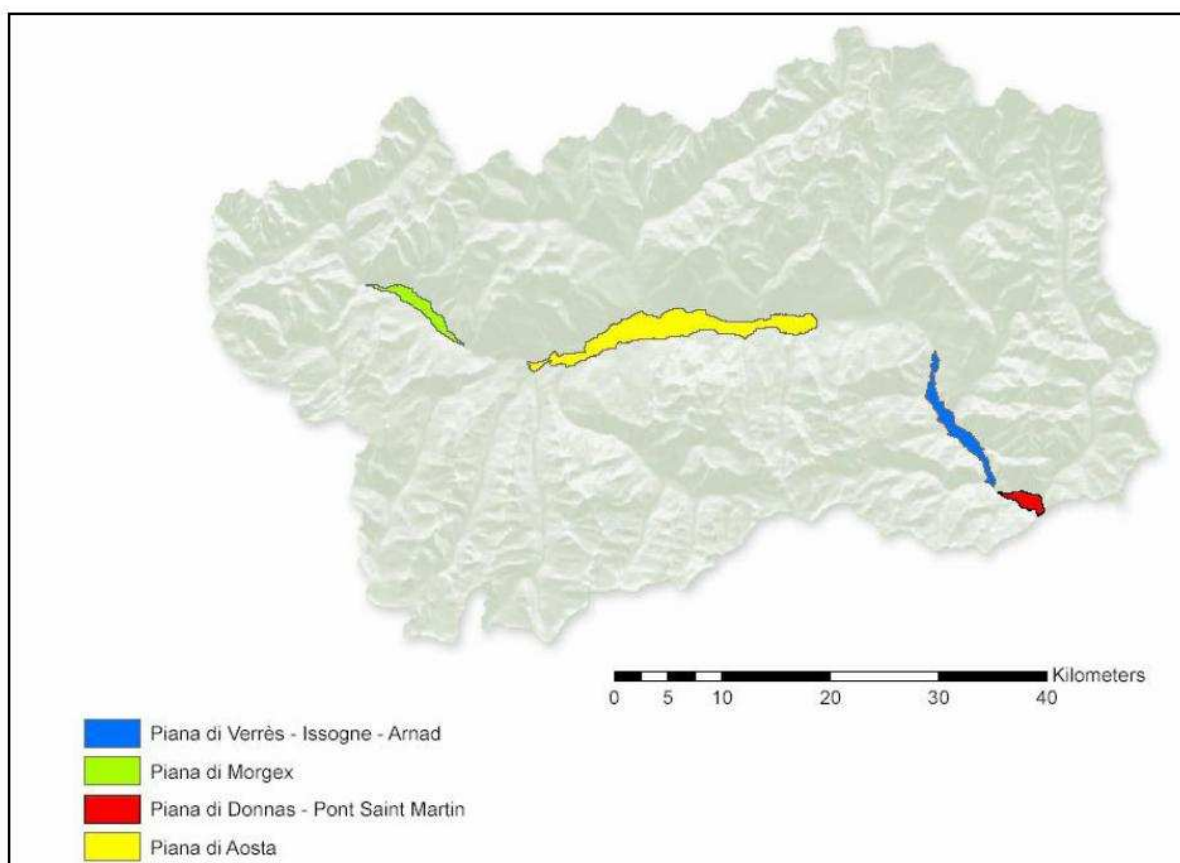 Kilometers
0 5 10 20 30 40
Piana di Verrès - Issogne - Arnad
Piana di Morgex
Piana di Donnas - Pont Saint Martin
Piana di Aosta